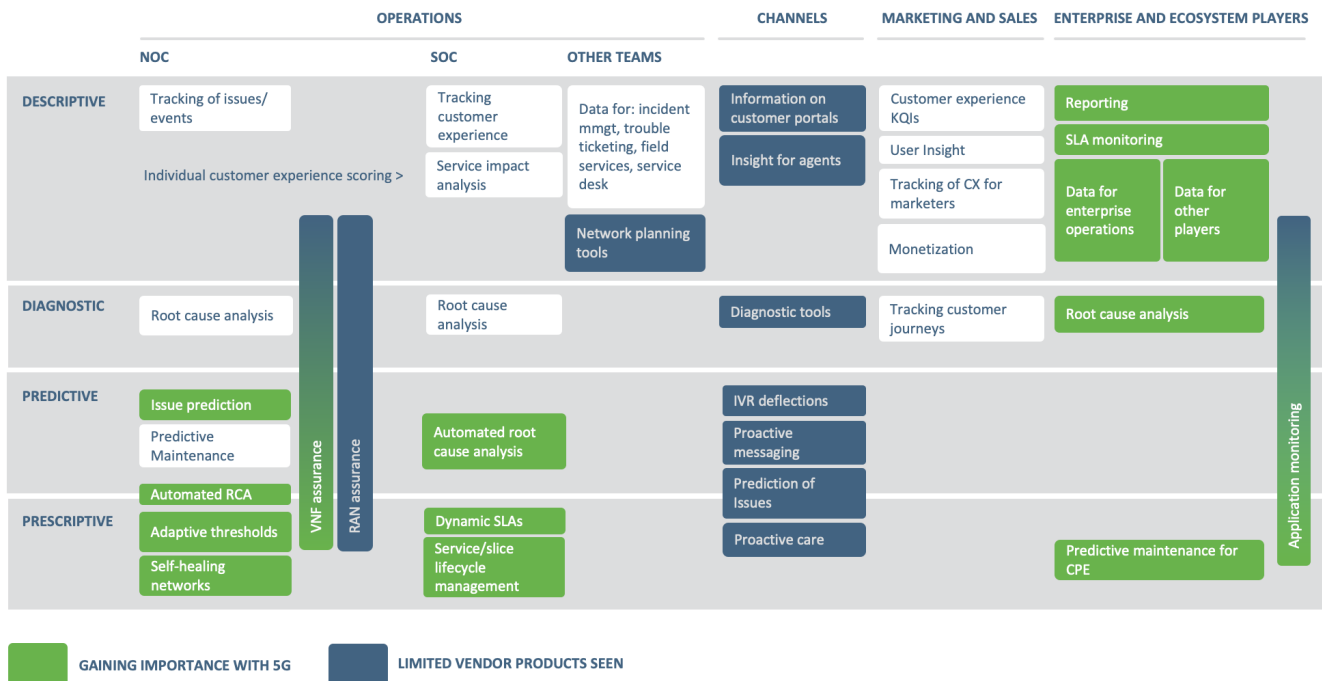 OPERATIONS
CHANNELS
MARKETING AND SALES
ENTERPRISE AND ECOSYSTEM PLAYERS
NOC
SOC
OTHER TEAMS
DESCRIPTIVE
Tracking of issues/
events
Individual customer experience scoring >
Tracking
customer
experience
Service impact
analysis
Data for: incident
mmgt, trouble
ticketing, field
services, service
desk
Network planning
tools
Information on
customer portals
Insight for agents
Customer experience
KQIs
User Insight
Tracking of CX for
marketers
Monetization
Reporting
SLA monitoring
Data for
enterprise
operations
Data for
other
players
DIAGNOSTIC
Root cause analysis
Root cause
analysis
Diagnostic tools
Tracking customer
journeys
Root cause analysis
PREDICTIVE
Issue prediction
Predictive
Maintenance
Automated RCA
VNF assurance
RAN assurance
Automated root
cause analysis
IVR deflections
Proactive
messaging
Prediction of
Issues
Application monitoring
PRESCRIPTIVE
Adaptive thresholds
Self-healing
networks
Dynamic SLAs
Service/slice
lifecycle
management
Proactive care
Predictive maintenance for
CPE
GAINING IMPORTANCE WITH 5G
LIMITED VENDOR PRODUCTS SEEN